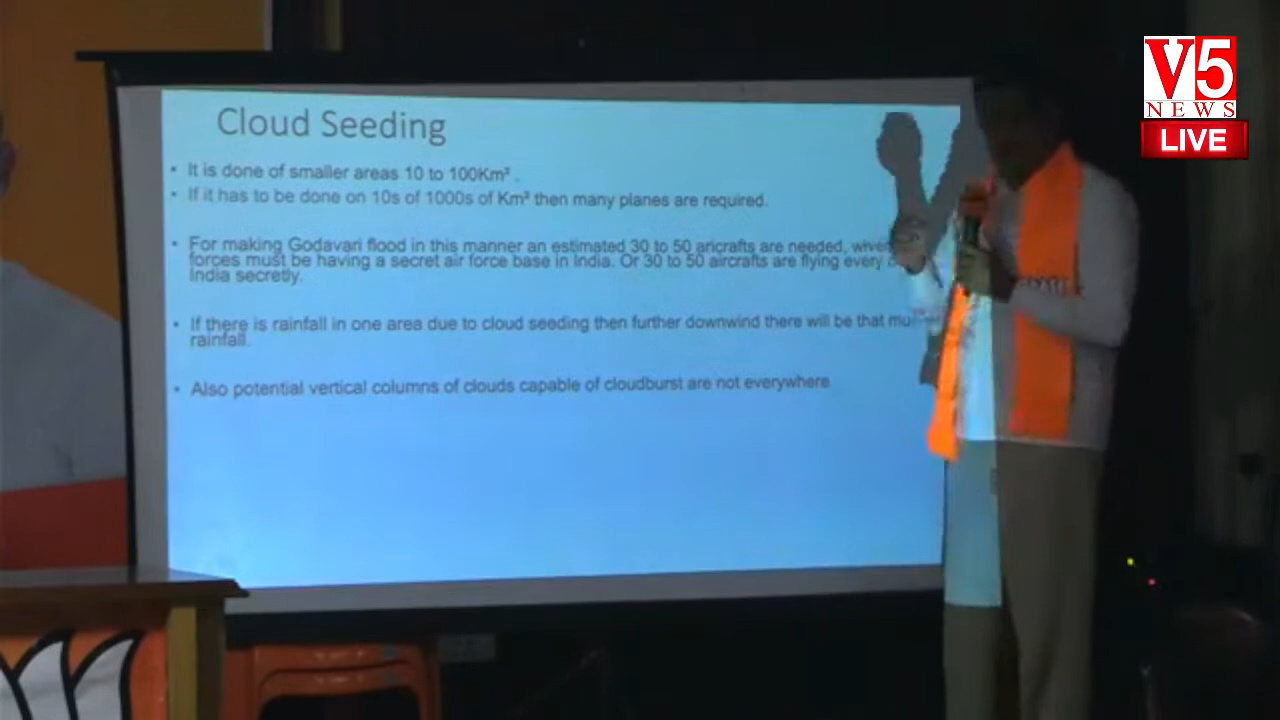 V5
NEWS
LIVE
Cloud Seeding
• It is done of smaller areas 10 to 100Km² .
• If it has to be done on 10s of 1000s of Km² then many planes are required.
• For making Godavari flood in this manner an estimated 30 to 50 aricrafts are needed,
forces must be having a secret air force base in India. Or 30 to 50 aircrafts are flying every
India secretly.
• If there is rainfall in one area due to cloud seeding then further downwind there will be that
rainfall.
• Also potential vertical columns of clouds capable of cloudburst are not everywhere